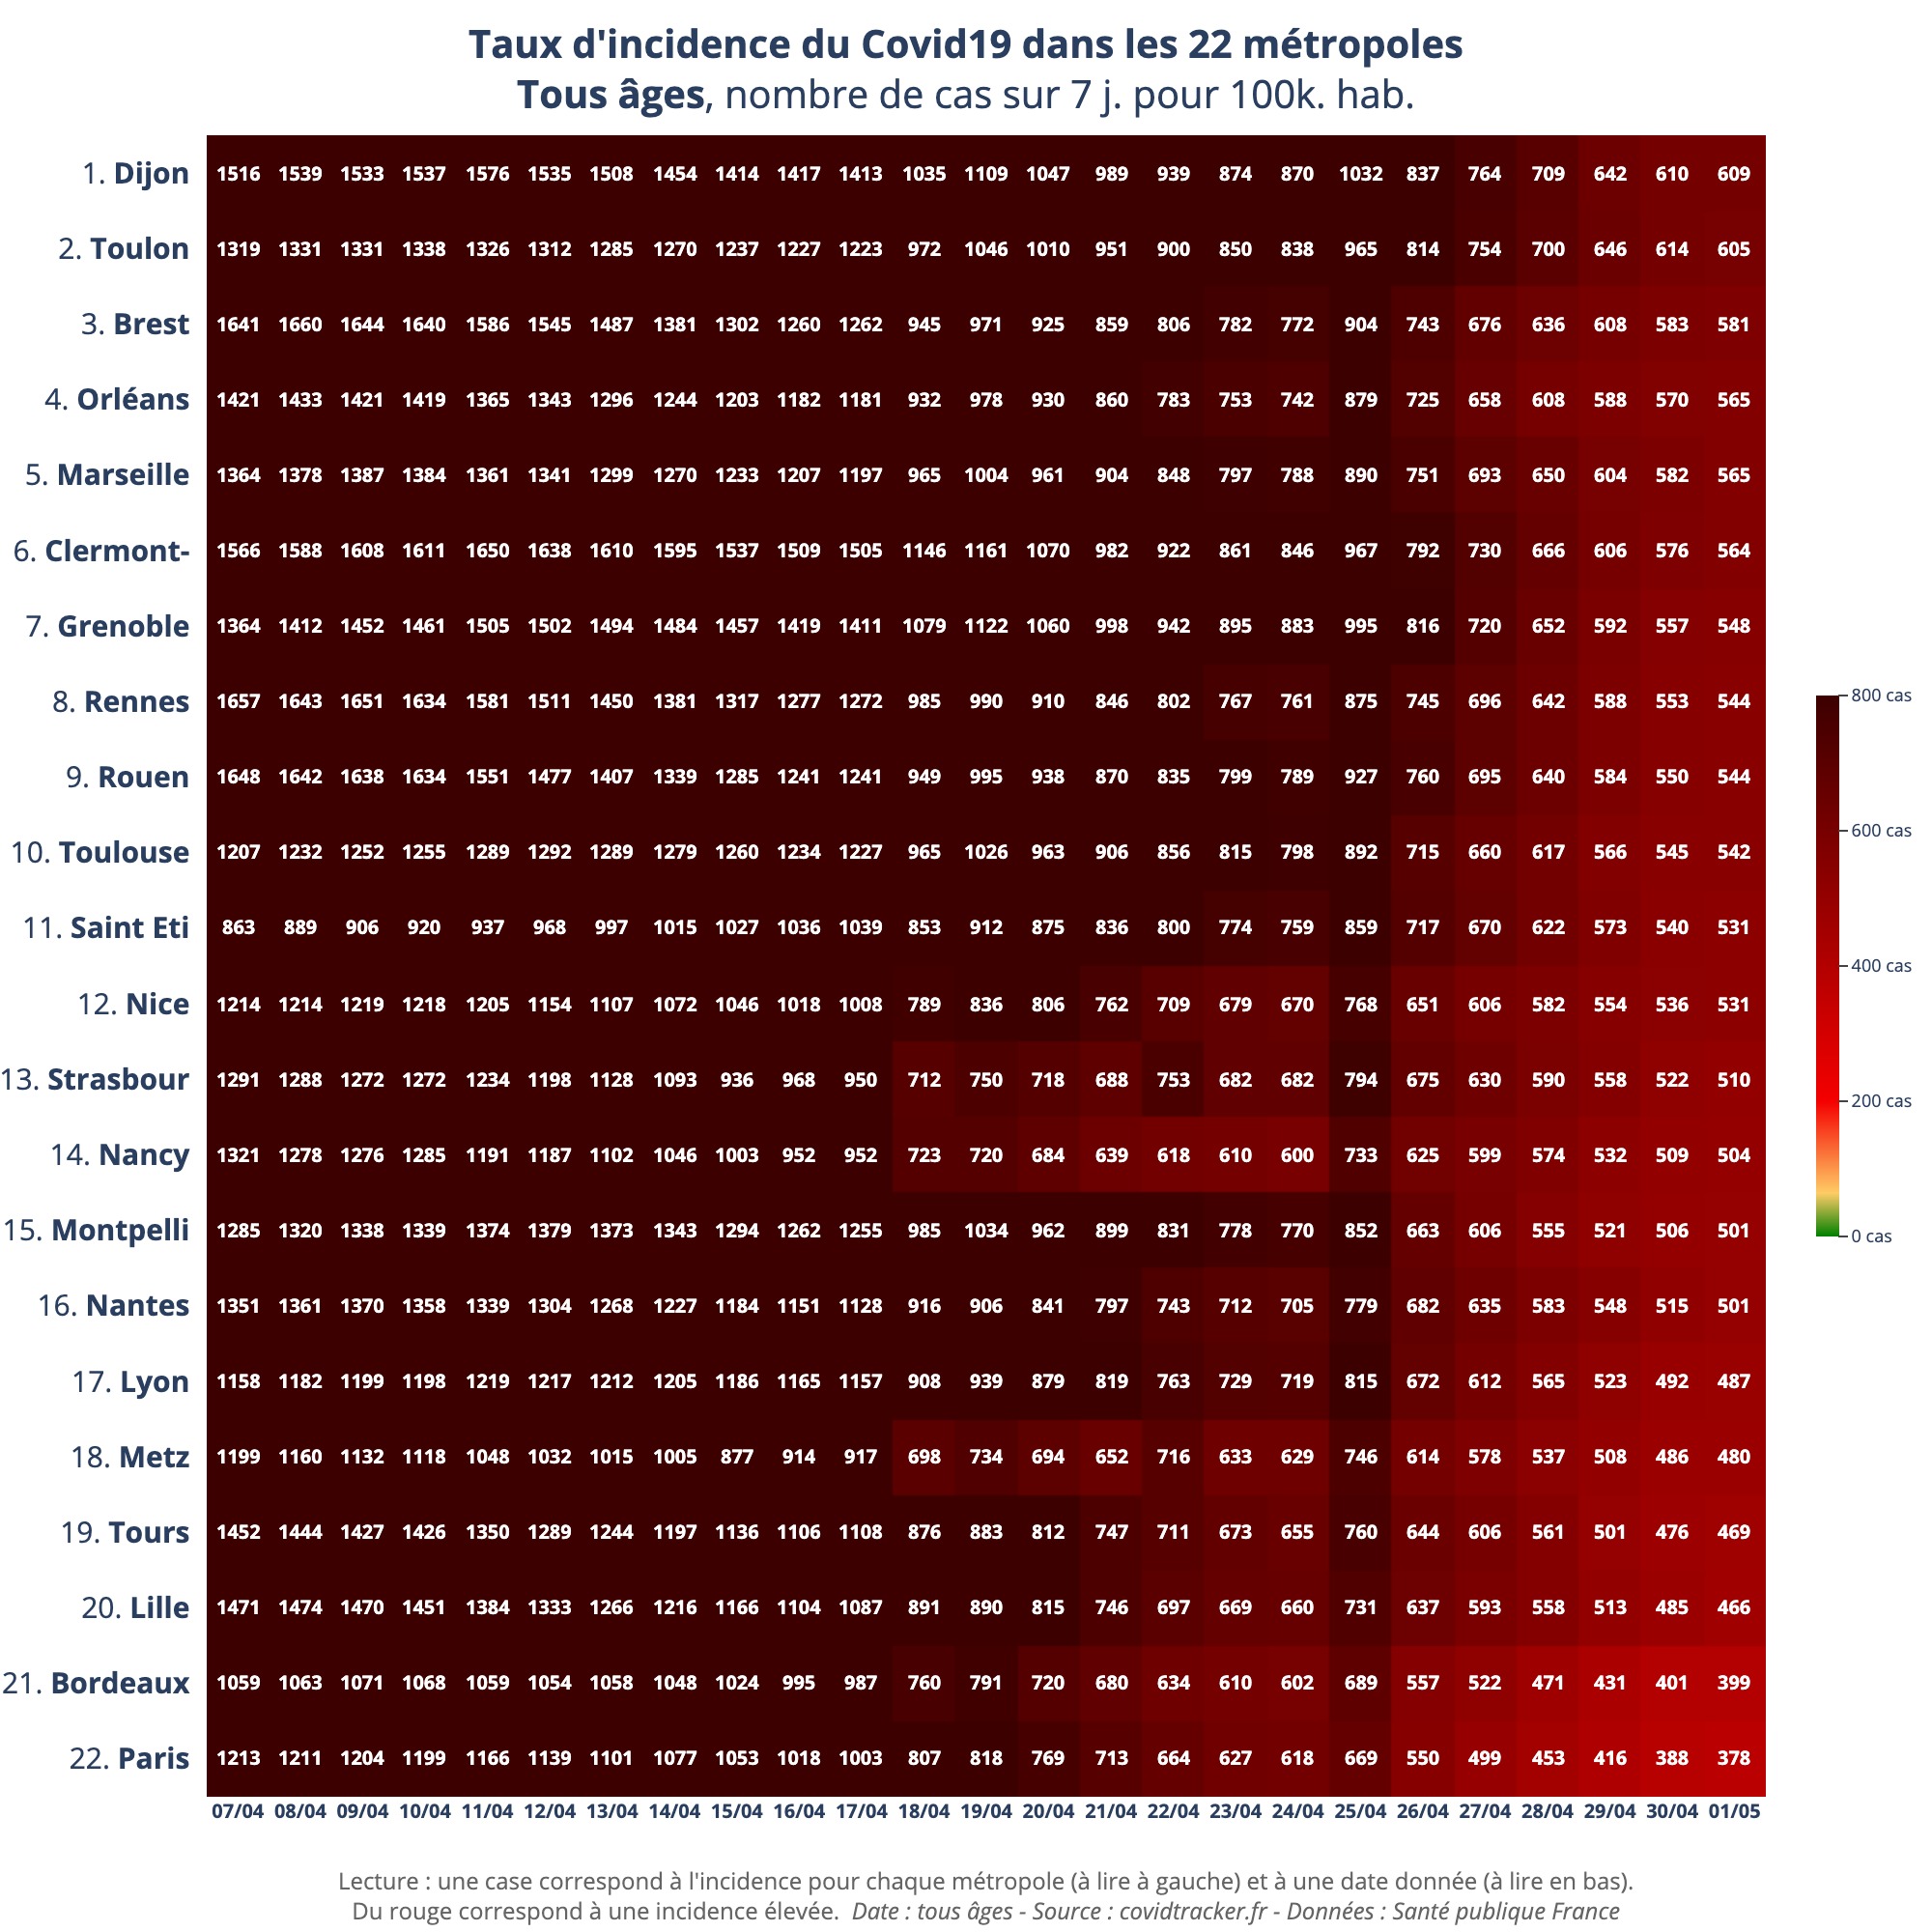 Taux d'incidence du Covid19 dans les 22 métropoles
Tous âges, nombre de cas sur 7 j. pour 100k. hab.
1. Dijon 1516 1539 1533 1537 1576 1535 1508 1454 1414 1417 1413 1035 1109 1047 989 939 874 870 1032 837 764 709 642 610 609
2. Toulon 1319 1331 1331 1338 1326 1312 1285 1270 1237 1227 1223 972 1046 1010 951 900 850 838 965 814 754 700 646 614 605
3. Brest 1641 1660 1644 1640 1586 1545 1487 1381 1302 1260 1262 945 971 925 859 806 782 772 904 743 676 636 608 583 581
4. Orléans 1421 1433 1421 1419 1365 1343 1296 1244 1203 1182 1181 932 978 930 860 783 753 742 879 725 658 608 588 570 565
5. Marseille 1364 1378 1387 1384 1361 1341 1299 1270 1233 1207 1197 965 1004 961 904 848 797 788 890 751 693 650 604 582 565
6. Clermont- 1566 1588 1608 1611 1650 1638 1610 1595 1537 1509 1505 1146 1161 1070 982 922 861 846 967 792 730 666 606 576 564
7. Grenoble 1364 1412 1452 1461 1505 1502 1494 1484 1457 1419 1411 1079 1122 1060 998 942 895 883 995 816 720 652 592 557 548
8. Rennes 1657 1643 1651 1634 1581 1511 1450 1381 1317 1277 1272 985 990 910 846 802 767 761 875 745 696 642 588 553 544
9. Rouen 1648 1642 1638 1634 1551 1477 1407 1339 1285 1241 1241 949 995 938 870 835 799 789 927 760 695 640 584 550 544
10. Toulouse 1207 1232 1252 1255 1289 1292 1289 1279 1260 1234 1227 965 1026 963 906 856 815 798 892 715 660 617 566 545 542
11. Saint Eti 863 889 906 920 937 968 997 1015 1027 1036 1039 853 912 875 836 800 774 759 859 717 670 622 573 540 531
12. Nice 1214 1214 1219 1218 1205 1154 1107 1072 1046 1018 1008 789 836 806 762 709 679 670 768 651 606 582 554 536 531
13. Strasbour 1291 1288 1272 1272 1234 1198 1128 1093 936 968 950 712 750 718 688 753 682 682 794 675 630 590 558 522 510
14. Nancy 1321 1278 1276 1285 1191 1187 1102 1046 1003 952 952 723 720 684 639 618 610 600 733 625 599 574 532 509 504
15. Montpelli 1285 1320 1338 1339 1374 1379 1373 1343 1294 1262 1255 985 1034 962 899 831 778 770 852 663 606 555 521 506 501
16. Nantes 1351 1361 1370 1358 1339 1304 1268 1227 1184 1151 1128 916 906 841 797 743 712 705 779 682 635 583 548 515 501
17. Lyon 1158 1182 1199 1198 1219 1217 1212 1205 1186 1165 1157 908 939 879 819 763 729 719 815 672 612 565 523 492 487
18. Metz 1199 1160 1132 1118 1048 1032 1015 1005 877 914 917 698 734 694 652 716 633 629 746 614 578 537 508 486 480
19. Tours 1452 1444 1427 1426 1350 1289 1244 1197 1136 1106 1108 876 883 812 747 711 673 655 760 644 606 561 501 476 469
20. Lille 1471 1474 1470 1451 1384 1333 1266 1216 1166 1104 1087 891 890 815 746 697 669 660 731 637 593 558 513 485 466
21. Bordeaux 1059 1063 1071 1068 1059 1054 1058 1048 1024 995 987 760 791 720 680 634 610 602 689 557 522 471 431 401 399
22. Paris 1213 1211 1204 1199 1166 1139 1101 1077 1053 1018 1003 807 818 769 713 664 627 618 669 550 499 453 416 388 378
07/04 08/04 09/04 10/04 11/04 12/04 13/04 14/04 15/04 16/04 17/04 18/04 19/04 20/04 21/04 22/04 23/04 24/04 25/04 26/04 27/04 28/04 29/04 30/04 01/05
800 cas
600 cas
400 cas
200 cas
0 cas
Lecture : une case correspond à l'incidence pour chaque métropole (à lire à gauche) et à une date donnée (à lire en bas).
Du rouge correspond à une incidence élevée. Date : tous âges - Source : covidtracker.fr - Données : Santé publique France